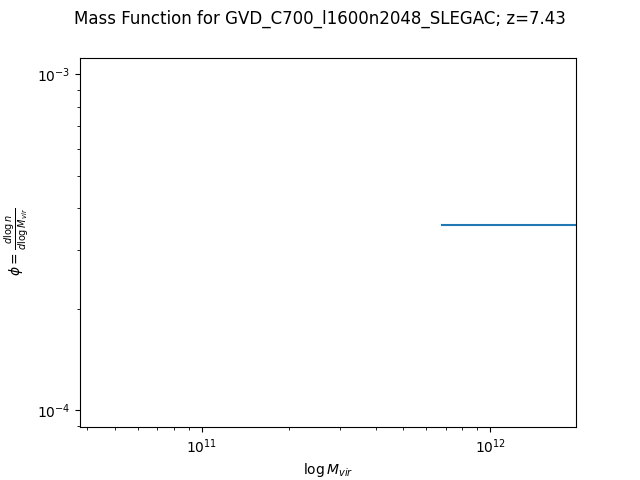 Mass Function for GVD_C700_l1600n2048_SLEGAC; z=7.43
10⁻³
ϕ = d log n / d log M_vir
10⁻⁴
10¹¹
10¹²
log M_vir